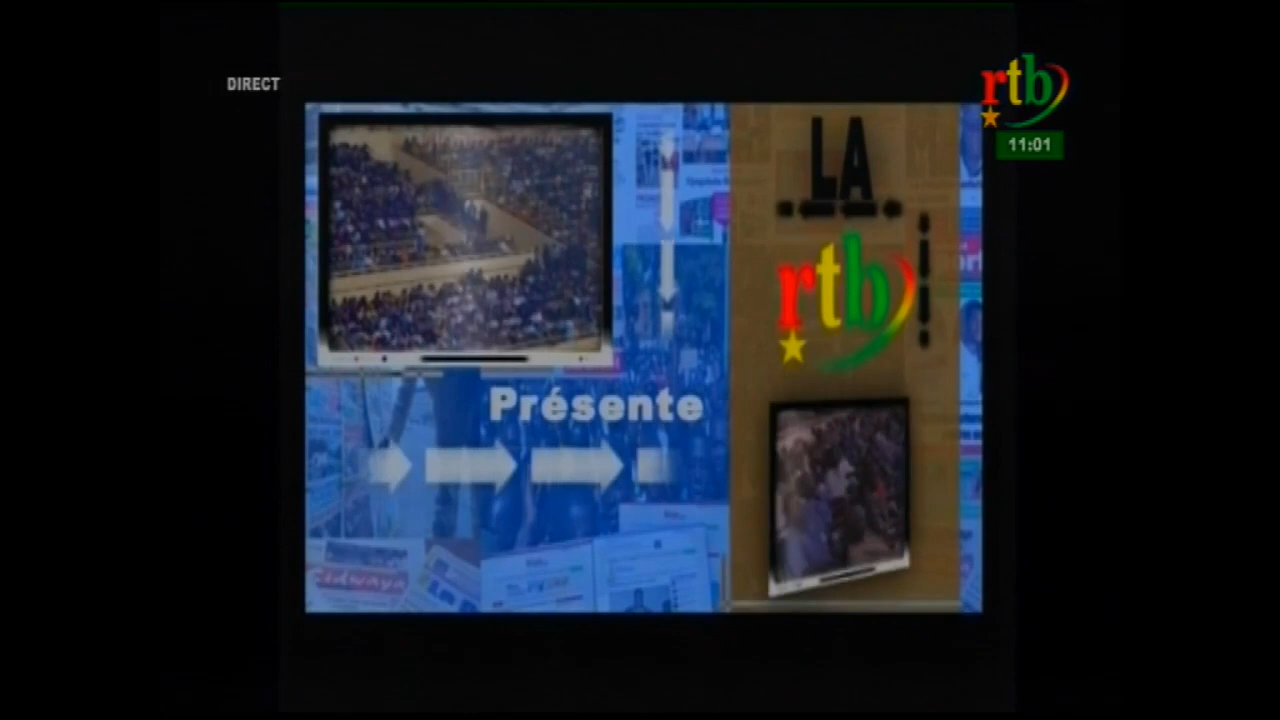 DIRECT
rtb
11:01
LA
rtb
Présente